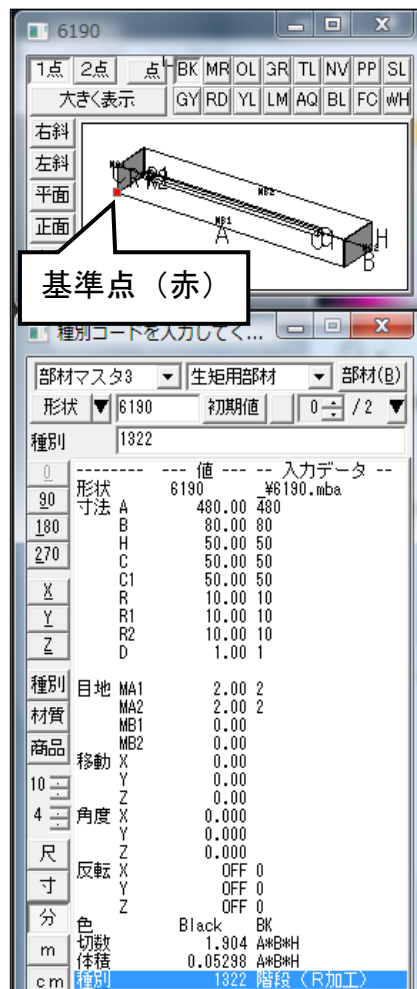 6190
1点 2点 点 BK MR OL GR TL NV PP SL
大きく表示 GY RD YL LM AQ BL FC WH
右斜
左斜
平面
正面
MB2
MB1
A
B
H
基準点（赤）
種別コードを入力してく...
部材マスタ3 生矩用部材 部材(B)
形状 6190 初期値 0 / 2
種別 1322
-------- --- 値 --- -- 入力データ --
0 形状 6190 _¥6190.mba
90 寸法 A 480.00 480
180 B 80.00 80
270 H 50.00 50
C 50.00 50
X C1 50.00 50
Y R 10.00 10
Z R1 10.00 10
R2 10.00 10
D 1.00 1
種別 目地 MA1 2.00 2
材質 MA2 2.00 2
商品 MB1 0.00
MB2 0.00
移動 X 0.00
10 Y 0.00
Z 0.00
4 角度 X 0.000
Y 0.000
尺 Z 0.000
寸 反転 X OFF 0
Y OFF 0
分 Z OFF 0
色 Black BK
m 切数 1.904 A*B*H
体積 0.05298 A*B*H
cm 種別 1322 階段（R加工）